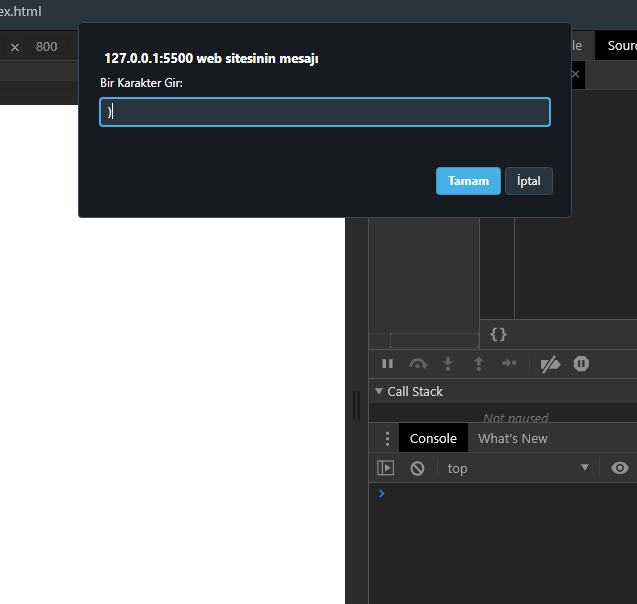 ex.html
× 800
127.0.0.1:5500 web sitesinin mesajı
Bir Karakter Gir:
)
Tamam İptal
le Sour
×
{}
Call Stack
Not paused
Console What's New
top